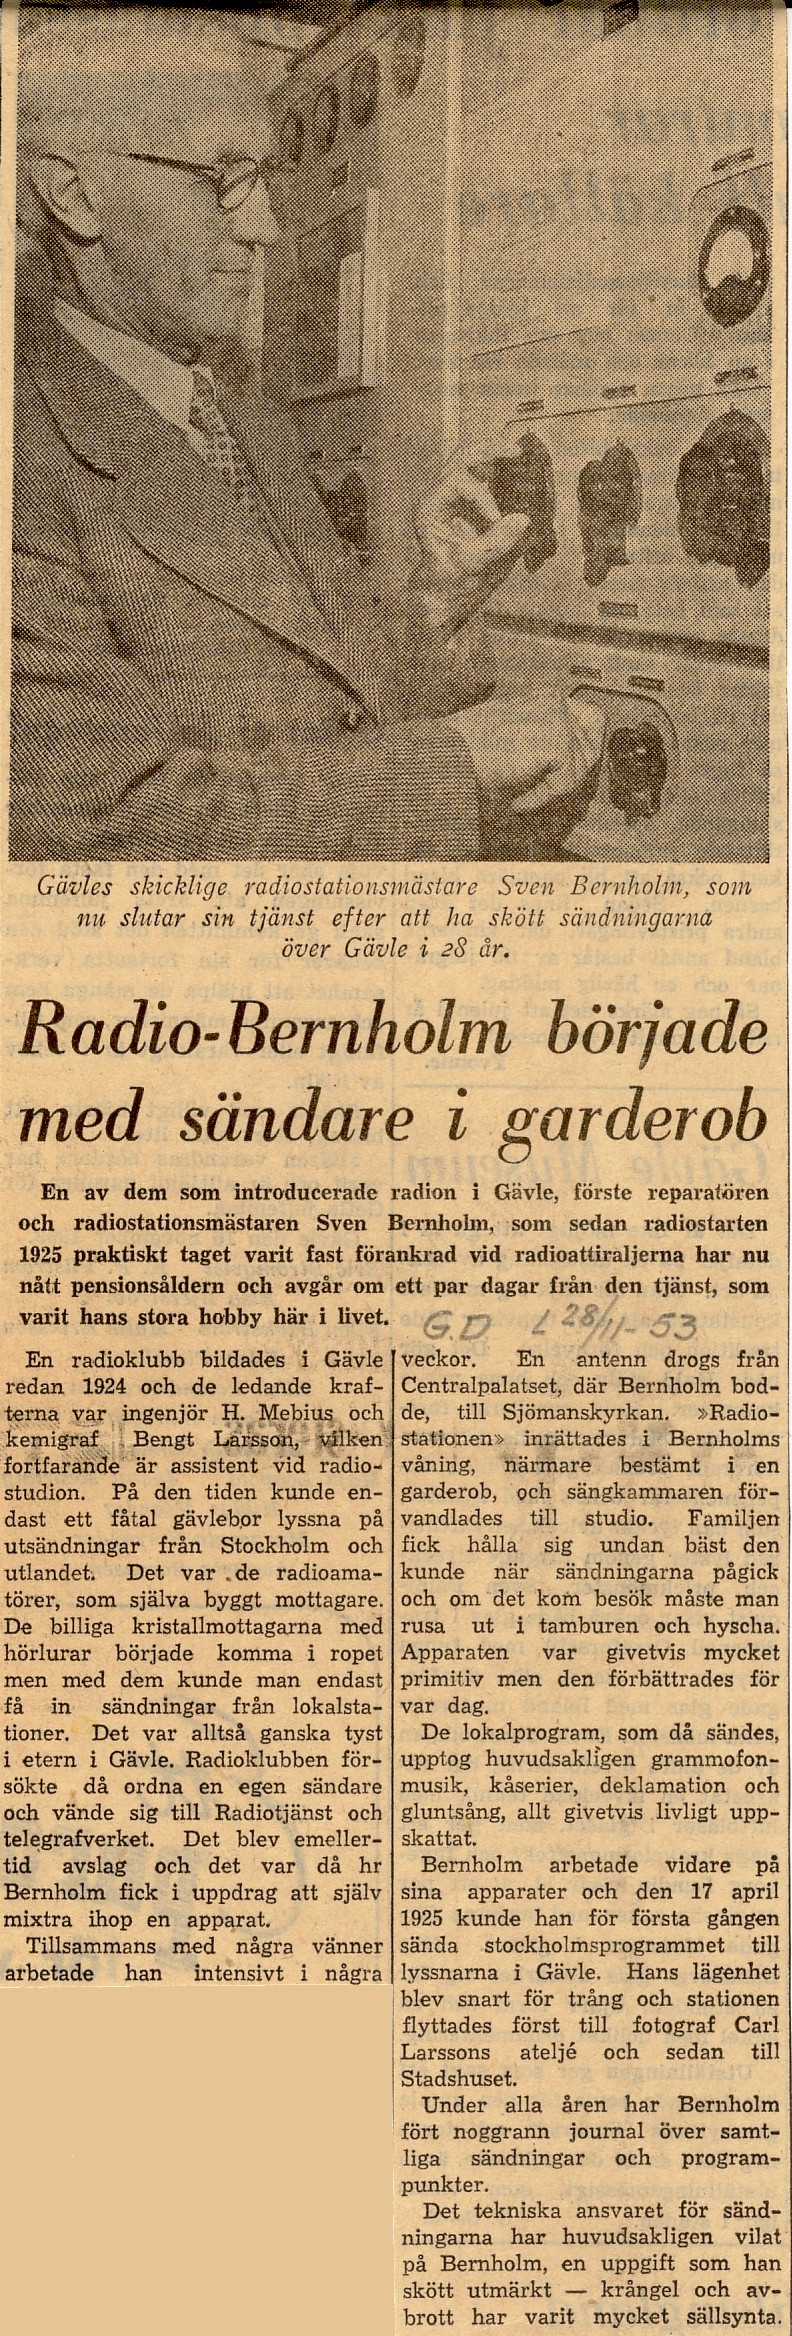 Gävles skicklige radiostationsmästare Sven Bernholm, som
nu slutar sin tjänst efter att ha skött sändningarna
över Gävle i 28 år.
Radio-Bernholm började
med sändare i garderob
En av dem som introducerade radion i Gävle, förste reparatören
och radiostationsmästaren Sven Bernholm, som sedan radiostarten
1925 praktiskt taget varit fast förankrad vid radioattiraljerna har nu
nått pensionsåldern och avgår om ett par dagar från den tjänst, som
varit hans stora hobby här i livet.
G.D L 28/11-53
En radioklubb bildades i Gävle
redan 1924 och de ledande kraf-
terna var ingenjör H. Mebius och
kemigraf Bengt Larsson, vilken
fortfarande är assistent vid radio-
studion. På den tiden kunde en-
dast ett fåtal gävlebor lyssna på
utsändningar från Stockholm och
utlandet. Det var de radioama-
törer, som själva byggt mottagare.
De billiga kristallmottagarna med
hörlurar började komma i ropet
men med dem kunde man endast
få in sändningar från lokalsta-
tioner. Det var alltså ganska tyst
i etern i Gävle. Radioklubben för-
sökte då ordna en egen sändare
och vände sig till Radiotjänst och
telegrafverket. Det blev emeller-
tid avslag och det var då hr
Bernholm fick i uppdrag att själv
mixtra ihop en apparat.
Tillsammans med några vänner
arbetade han intensivt i några
veckor. En antenn drogs från
Centralpalatset, där Bernholm bod-
de, till Sjömanskyrkan. »Radio-
stationen» inrättades i Bernholms
våning, närmare bestämt i en
garderob, och sängkammaren för-
vandlades till studio. Familjen
fick hålla sig undan bäst den
kunde när sändningarna pågick
och om det kom besök måste man
rusa ut i tamburen och hyscha.
Apparaten var givetvis mycket
primitiv men den förbättrades för
var dag.
De lokalprogram, som då sändes,
upptog huvudsakligen grammofon-
musik, kåserier, deklamation och
gluntsång, allt givetvis livligt upp-
skattat.
Bernholm arbetade vidare på
sina apparater och den 17 april
1925 kunde han för första gången
sända stockholmsprogrammet till
lyssnarna i Gävle. Hans lägenhet
blev snart för trång och stationen
flyttades först till fotograf Carl
Larssons ateljé och sedan till
Stadshuset.
Under alla åren har Bernholm
fört noggrann journal över samt-
liga sändningar och program-
punkter.
Det tekniska ansvaret för sänd-
ningarna har huvudsakligen vilat
på Bernholm, en uppgift som han
skött utmärkt — krångel och av-
brott har varit mycket sällsynta.